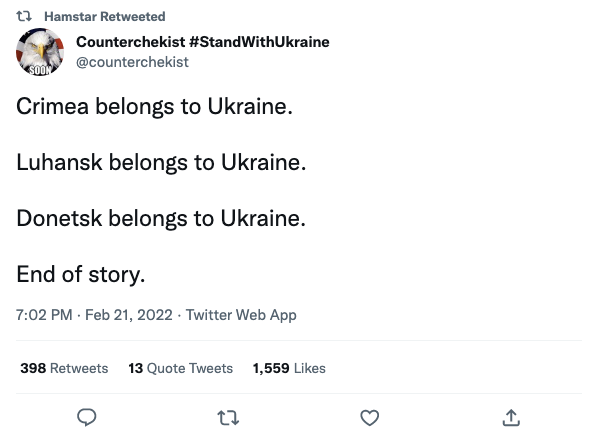 Hamstar Retweeted
Counterchekist #StandWithUkraine
@counterchekist
SOON
Crimea belongs to Ukraine.
Luhansk belongs to Ukraine.
Donetsk belongs to Ukraine.
End of story.
7:02 PM · Feb 21, 2022 · Twitter Web App
398 Retweets 13 Quote Tweets 1,559 Likes